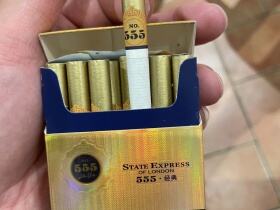 NO.
555
555
STATE EXPRESS
OF LONDON
555 · 经典